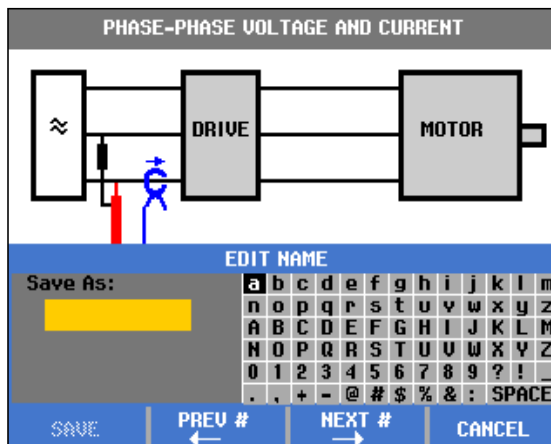 PHASE-PHASE VOLTAGE AND CURRENT
≈
DRIVE
MOTOR
EDIT NAME
Save As:
a b c d e f g h i j k l m
n o p q r s t u v w x y z
A B C D E F G H I J K L M
N O P Q R S T U V W X Y Z
0 1 2 3 4 5 6 7 8 9 ? ! _
. , + - @ # $ % & : SPACE
SAVE
PREV #
NEXT #
CANCEL